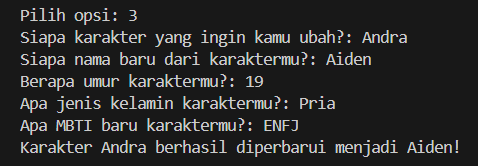 Pilih opsi: 3
Siapa karakter yang ingin kamu ubah?: Andra
Siapa nama baru dari karaktermu?: Aiden
Berapa umur karaktermu?: 19
Apa jenis kelamin karaktermu?: Pria
Apa MBTI baru karaktermu?: ENFJ
Karakter Andra berhasil diperbarui menjadi Aiden!